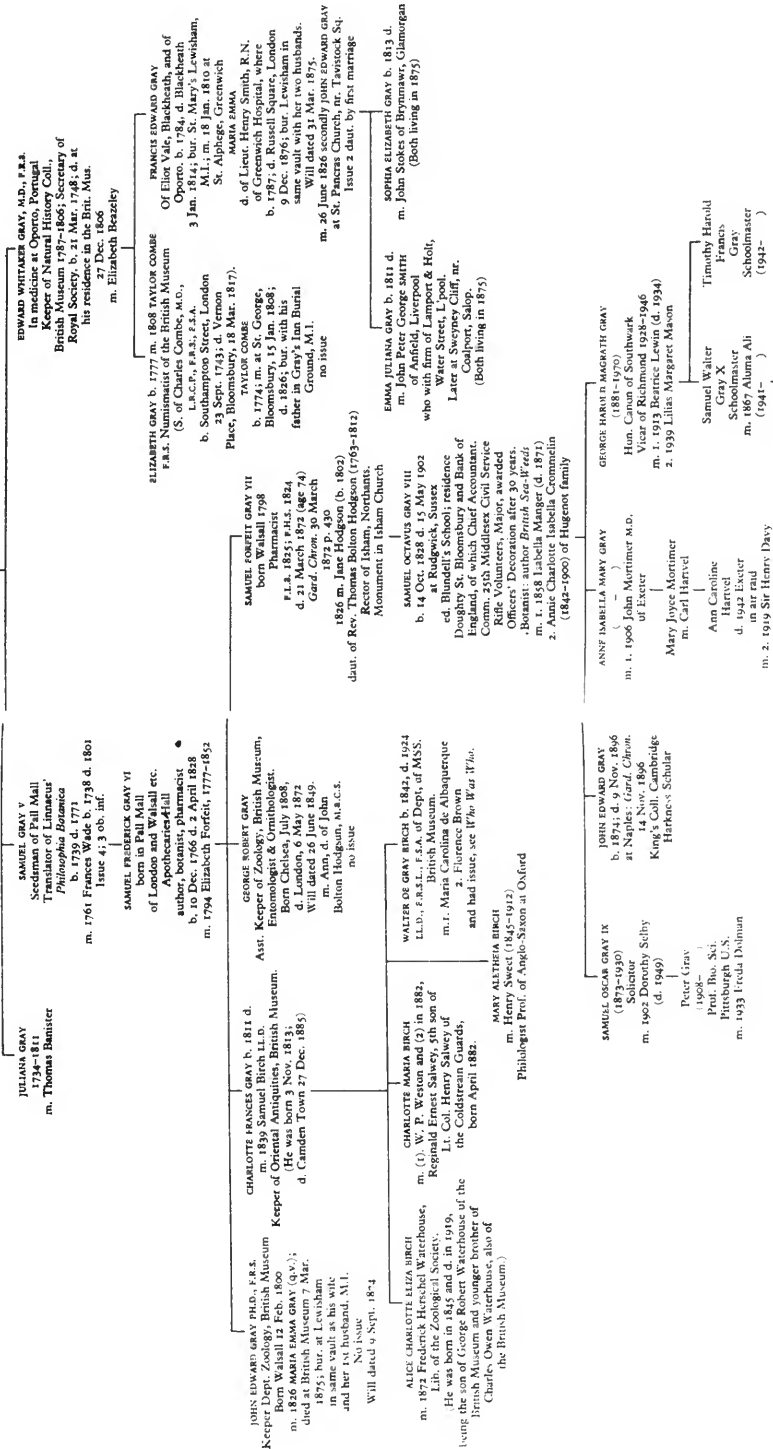 JULIANA GRAY
1734-1811
m. Thomas Banister
SAMUEL GRAY V
Seedsman of Pall Mall
Translator of Linnaeus'
Philosophia Botanica
b. 1739 d. 1771
m. 1761 Frances Wade b. 1738 d. 1801
Issue 4; 3 ob. inf.
EDWARD WHITAKER GRAY, M.D., F.R.S.
In medicine at Oporto, Portugal
Keeper of Natural History Coll.,
British Museum 1787-1806; Secretary of
Royal Society. b. 21 Mar. 1748; d. at
his residence in the Brit. Mus.
27 Dec. 1806
m. Elizabeth Beazeley
SAMUEL FREDERICK GRAY VI
born in Pall Mall
of London and Walsall etc.
Apothecaries Hall
author, botanist, pharmacist
b. 10 Dec. 1766 d. 2 April 1828
m. 1794 Elizabeth Forfeit, 1777-1852
ELIZABETH GRAY b. 1777 m. 1808 TAYLOR COMBE
F.R.S. Numismatist of the British Museum
(S. of Charles Combe, M.D.,
L.R.C.P., F.R.S., F.S.A.
b. Southampton Street, London
23 Sept. 1743; d. Vernon
Place, Bloomsbury, 18 Mar. 1817).
TAYLOR COMBE
b. 1774; m. at St. George,
Bloomsbury, 15 Jan. 1808;
d. 1826; bur. with his
father in Gray's Inn Burial
Ground, M.I.
no issue
FRANCIS EDWARD GRAY
Of Eliot Vale, Blackheath, and of
Oporto. b. 1784, d. Blackheath
3 Jan. 1814; bur. St. Mary's Lewisham,
M.I.; m. 18 Jan. 1810 at
St. Alphege, Greenwich
MARIA EMMA
d. of Lieut. Henry Smith, R.N.
of Greenwich Hospital, where
b. 1787; d. Russell Square, London
9 Dec. 1876; bur. Lewisham in
same vault with her two husbands.
Will dated 31 Mar. 1875.
m. 26 June 1826 secondly JOHN EDWARD GRAY
at St. Pancras Church, nr. Tavistock Sq.
Issue 2 daut. by first marriage
JOHN EDWARD GRAY PH.D., F.R.S.
Keeper Dept. Zoology, British Museum
Born Walsall 12 Feb. 1800
m. 1826 MARIA EMMA GRAY (q.v.);
died at British Museum 7 Mar.
1875; bur. at Lewisham
in same vault as his wife
and her 1st husband, M.I.
No issue
Will dated 9 Sept. 1874
CHARLOTTE FRANCES GRAY b. 1811 d.
m. 1839 Samuel Birch LL.D.
Keeper of Oriental Antiquities, British Museum.
(He was born 3 Nov. 1813;
d. Camden Town 27 Dec. 1885)
GEORGE ROBERT GRAY
Asst. Keeper of Zoology, British Museum,
Entomologist & Ornithologist.
Born Chelsea, July 1808,
d. London, 6 May 1872
Will dated 26 June 1849.
m. Ann, d. of John
Bolton Hodgson, M.R.C.S.
no issue
SAMUEL FORFEIT GRAY VII
born Walsall 1798
Pharmacist
F.L.S. 1825; F.H.S. 1824
d. 21 March 1872 (age 74)
Gard. Chron. 30 March
1872 p. 430
1826 m. Jane Hodgson (b. 1802)
daut. of Rev. Thomas Bolton Hodgson (1763-1812)
Rector of Isham, Northants.
Monument in Isham Church
EMMA JULIANA GRAY b. 1811 d.
m. John Peter George SMITH
of Anfield, Liverpool
who with firm of Lamport & Holt,
Water Street, L'pool.
Later at Sweyney Cliff, nr.
Coalport, Salop.
(Both living in 1875)
SOPHIA ELIZABETH GRAY b. 1813 d.
m. John Stokes of Brynmawr, Glamorgan
(Both living in 1875)
ALICE CHARLOTTE ELIZA BIRCH
m. 1872 Frederick Herschel Waterhouse,
Lib. of the Zoological Society.
(He was born in 1845 and d. in 1919,
being the son of George Robert Waterhouse of the
British Museum and younger brother of
Charles Owen Waterhouse, also of
the British Museum.)
CHARLOTTE MARIA BIRCH
m. (1). W. P. Weston and (2) in 1882,
Reginald Ernest Salwey, 5th son of
Lt. Col. Henry Salwey of
the Coldstream Guards,
born April 1882.
WALTER DE GRAY BIRCH b. 1842, d. 1924
LL.D., F.R.S.L., F.S.A. of Dept, of MSS.
British Museum.
m.1. Maria Carolina de Albaquerque
2. Florence Brown
and had issue, see Who Was Who.
MARY ALETHEIA BIRCH
m. Henry Sweet (1845-1912)
Philologist Prof. of Anglo-Saxon at Oxford
SAMUEL OCTAVUS GRAY VIII
b. 14 Oct. 1828 d. 15 May 1902
at Rudgwick, Sussex
ed. Blundell's School; residence
Doughty St. Bloomsbury and Bank of
England, of which Chief Accountant.
Comm. 25th Middlesex Civil Service
Rifle Volunteers, Major, awarded
Officers' Decoration after 30 years.
Botanist: author British Sea-Weeds
m. 1. 1858 Isabella Manger (d. 1871)
2. Annie Charlotte Isabella Crommelin
(1842-1900) of Hugenot family
SAMUEL OSCAR GRAY IX
(1873-1930)
Solicitor
m. 1902 Dorothy Selby
(d. 1949)
Peter Gray
(1908- )
Prof. Bio. Sci.
Pittsburgh U.S.
m. 1933 Freda Dolman
JOHN EDWARD GRAY
b. 1874; d. 9 Nov. 1896
at Naples; Gard. Chron.
14 Nov. 1896
King's Coll. Cambridge
Harkness Schular
ANNE ISABELLA MARY GRAY
( - )
m. 1. 1906 John Mortimer M.D.
of Exeter
Mary Joyce Mortimer
m. Carl Hartvel
Ann Caroline
Hartvel
d. 1942 Exeter
in air raid
m. 2. 1919 Sir Henry Davy
GEORGE HAROLD MAGRATH GRAY
(1881-1970)
Hun. Canon of Southwark
Vicar of Richmond 1928-1946
m. 1. 1913 Beatrice Lewin (d. 1934)
2. 1939 Lilias Margaret Mason
Samuel Walter
Gray X
Schoolmaster
m. 1867 Aluma Ali
(1941- )
Timothy Harold
Francis
Gray
Schoolmaster
(1942- )